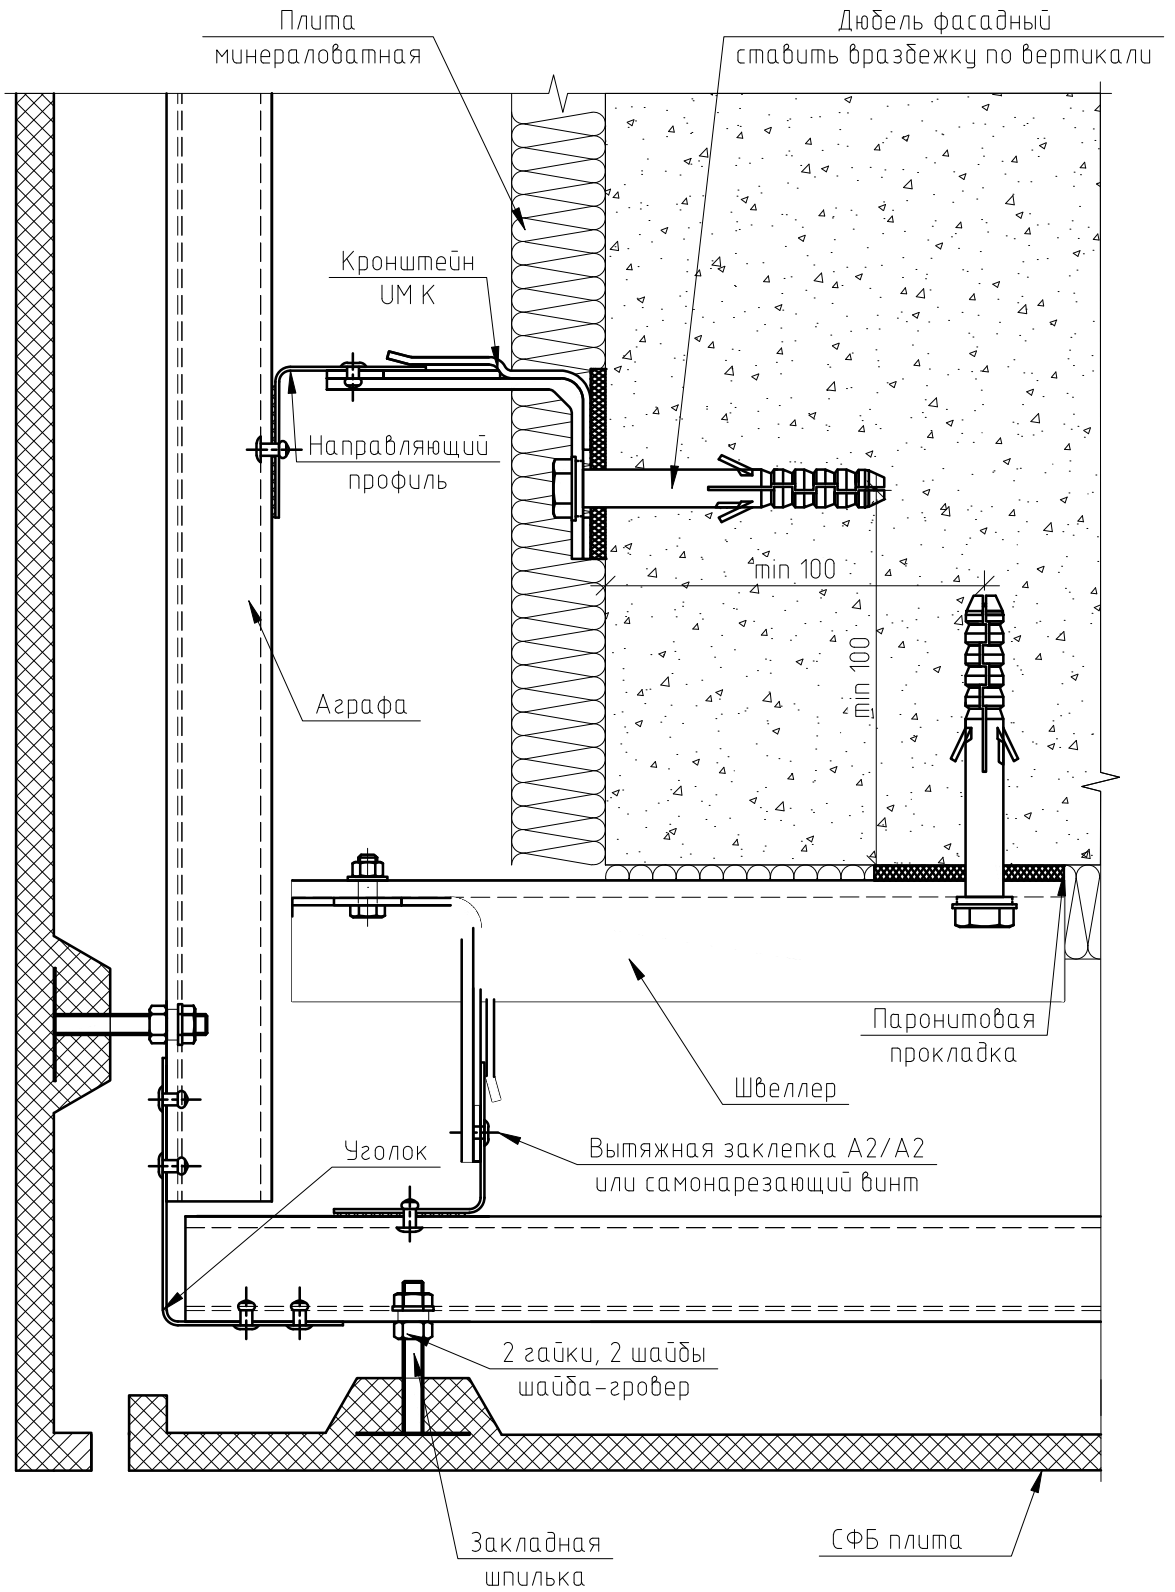 Плита
минераловатная
Дюбель фасадный
ставить вразбежку по вертикали
Кронштейн
UM K
Направляющий
профиль
min 100
min 100
Аграфа
Паронитовая
прокладка
Швеллер
Уголок
Вытяжная заклепка А2/А2
или самонарезающий винт
2 гайки, 2 шайбы
шайба-гровер
Закладная
шпилька
СФБ плита